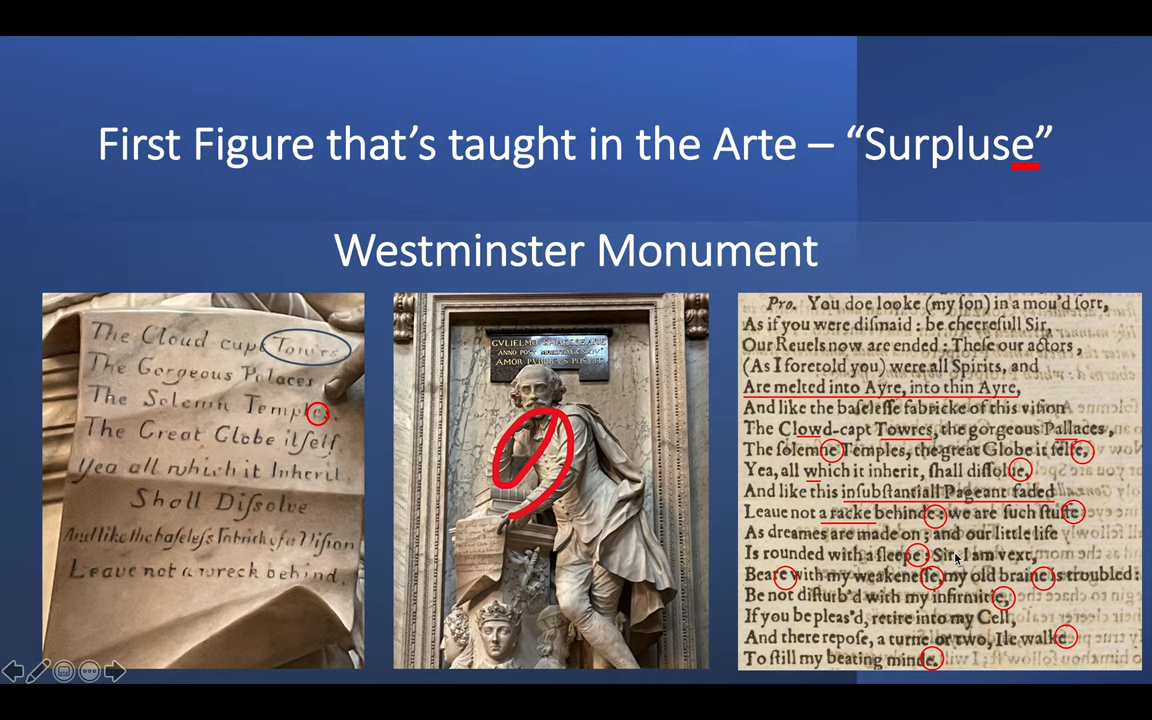 First Figure that’s taught in the Arte – “Surpluse”
Westminster Monument
The Cloud cupt Towrs
The Gorgeous Palaces
The Solemn Temples,
The Great Globe itſelf,
Yea all which it Inherit,
Shall Diſsolve
And like the baſeleſs Fabrick of a Viſion
Leave not a wreck behind.
ANNO POST
AMOR PUBLICUS POSUIT
Pro. You doe looke (my ſon) in a mou'd ſort,
As if you were diſmaid : be cheerefull Sir,
Our Reuels now are ended : Theſe our actors,
(As I foretold you) were all Spirits, and
Are melted into Ayre, into thin Ayre,
And like the baſeleſſe fabricke of this viſion
The Clowd-capt Towres, the gorgeous Pallaces,
The ſolemne Temples, the great Globe it ſelfe,
Yea, all which it inherit, ſhall diſſolue,
And like this inſubſtantiall Pageant faded
Leaue not a racke behinde : we are ſuch ſtuffe
As dreames are made on ; and our little life
Is rounded with a ſleepe : Sir, I am vext,
Beare with my weakeneſſe, my old braine is troubled:
Be not diſturb'd with my infirmitie,
If you be pleas'd, retire into my Cell,
And there repoſe, a turne or two, Ile walke
To ſtill my beating minde.